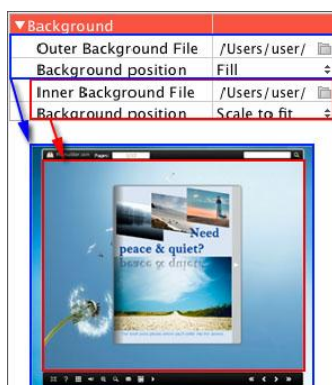 ▼Background
Outer Background File /Users/user/
Background position Fill
Inner Background File /Users/user/
Background position Scale to fit
Pages:
Need
peace & quiet?